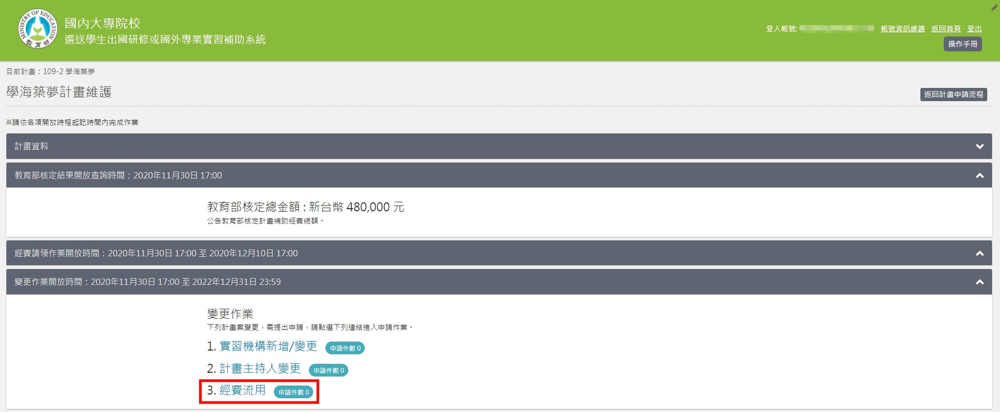 MINISTRY OF EDUCATION
教育部
國內大專院校
選送學生出國研修或國外專業實習補助系統
登入帳號: 帳號資訊維護 返回首頁 登出
操作手冊
目前計畫：109-2 學海築夢
學海築夢計畫維護
返回計畫申請流程
※請依各項開放時程起訖時間內完成作業
計畫資料
教育部核定結果開放查詢時間：2020年11月30日 17:00
教育部核定總金額 : 新台幣 480,000 元
公告教育部核定計畫補助經費總額。
經費請領作業開放時間：2020年11月30日 17:00 至 2020年12月10日 17:00
變更作業開放時間：2020年11月30日 17:00 至 2022年12月31日 23:59
變更作業
下列計畫案變更，需提出申請，請點選下列連結進入申請作業。
1. 實習機構新增/變更 申請件數 0
2. 計畫主持人變更 申請件數 0
3. 經費流用 申請件數 0